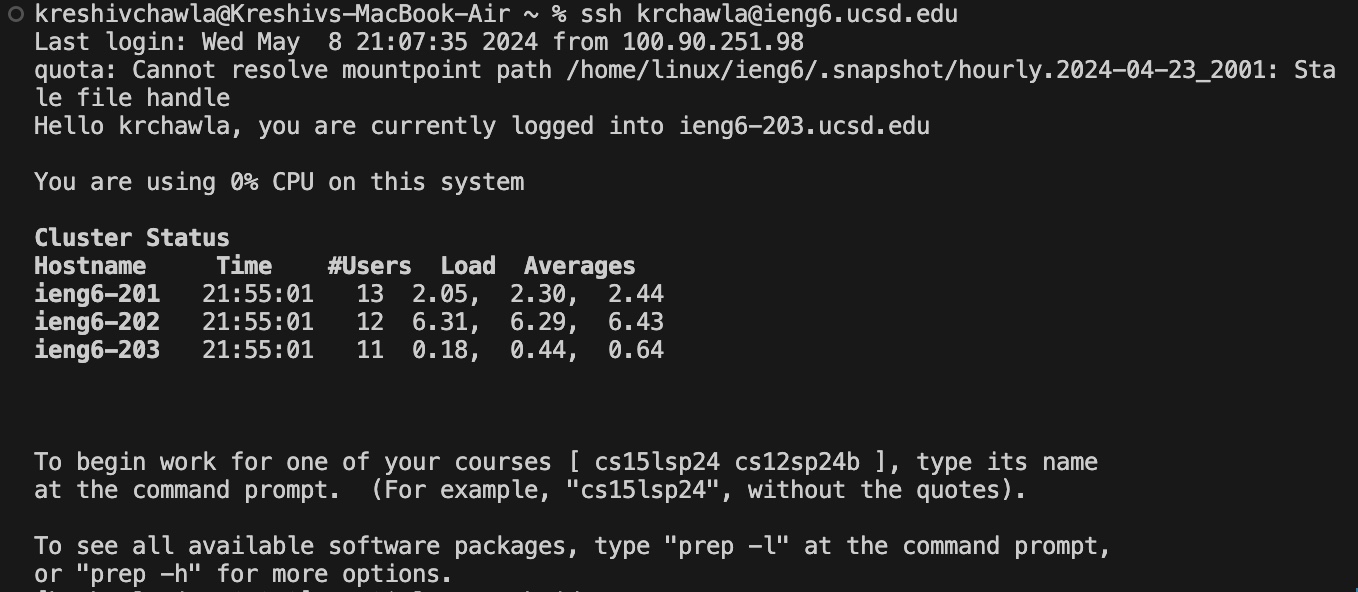 kreshivchawla@Kreshivs-MacBook-Air ~ % ssh krchawla@ieng6.ucsd.edu
Last login: Wed May  8 21:07:35 2024 from 100.90.251.98
quota: Cannot resolve mountpoint path /home/linux/ieng6/.snapshot/hourly.2024-04-23_2001: Sta
le file handle
Hello krchawla, you are currently logged into ieng6-203.ucsd.edu
You are using 0% CPU on this system
Cluster Status
Hostname     Time    #Users  Load  Averages
ieng6-201   21:55:01   13  2.05,  2.30,  2.44
ieng6-202   21:55:01   12  6.31,  6.29,  6.43
ieng6-203   21:55:01   11  0.18,  0.44,  0.64
To begin work for one of your courses [ cs15lsp24 cs12sp24b ], type its name
at the command prompt.  (For example, "cs15lsp24", without the quotes).
To see all available software packages, type "prep -l" at the command prompt,
or "prep -h" for more options.